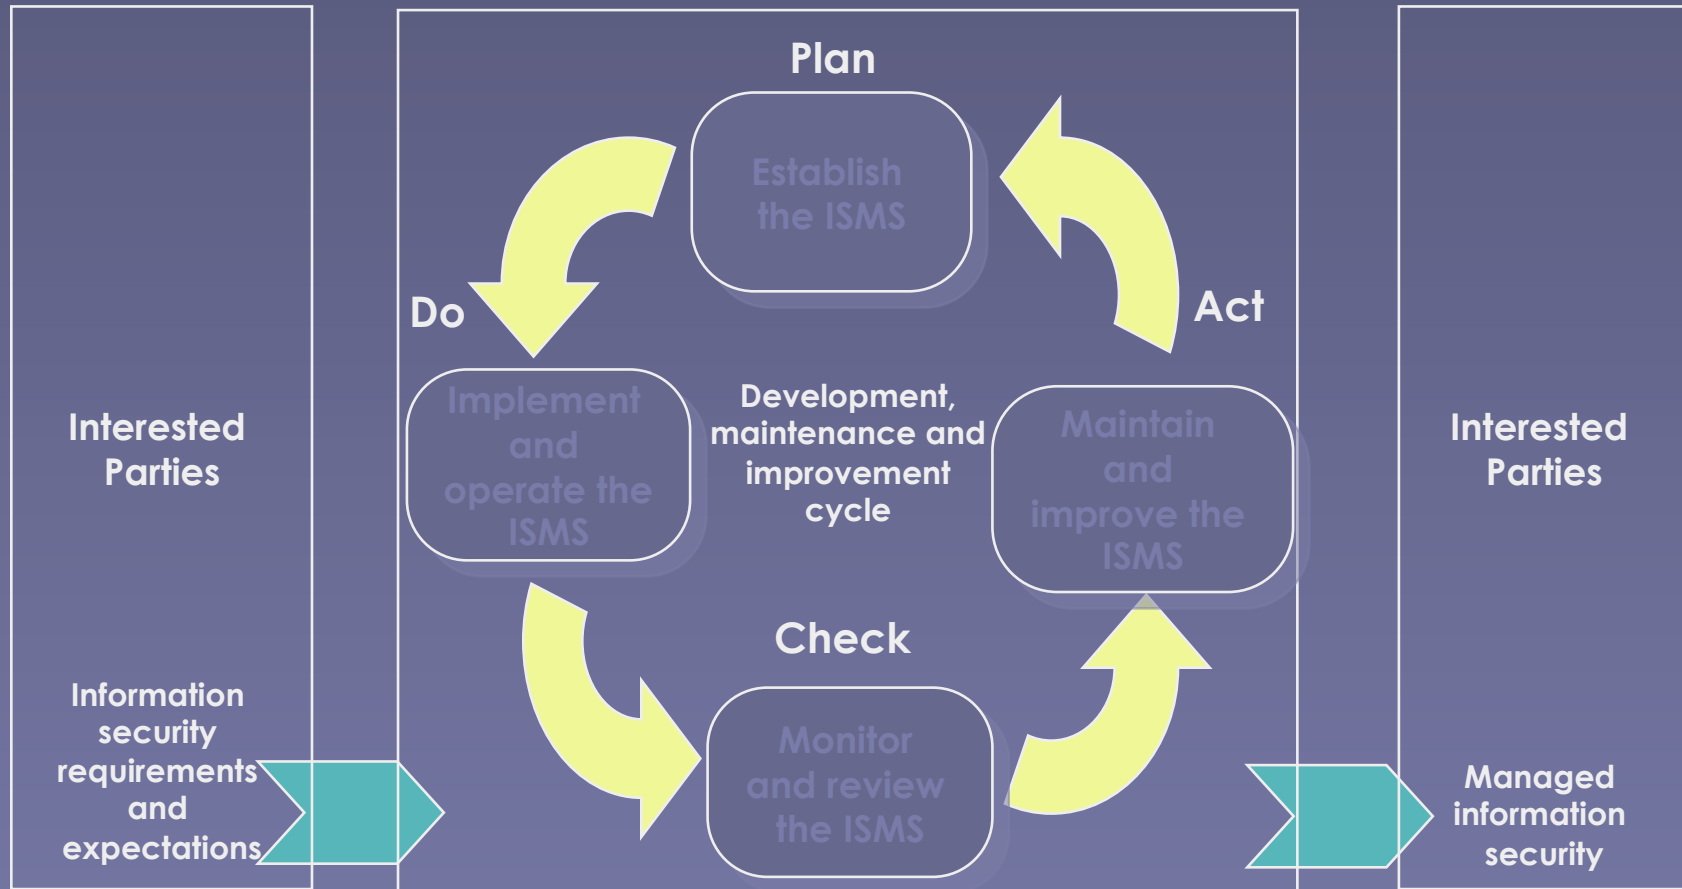 Plan
Establish
the ISMS
Do
Act
Implement
and
operate the
ISMS
Development,
maintenance and
improvement
cycle
Maintain
and
improve the
ISMS
Interested
Parties
Interested
Parties
Check
Information
security
requirements
and
expectations
Monitor
and review
the ISMS
Managed
information
security